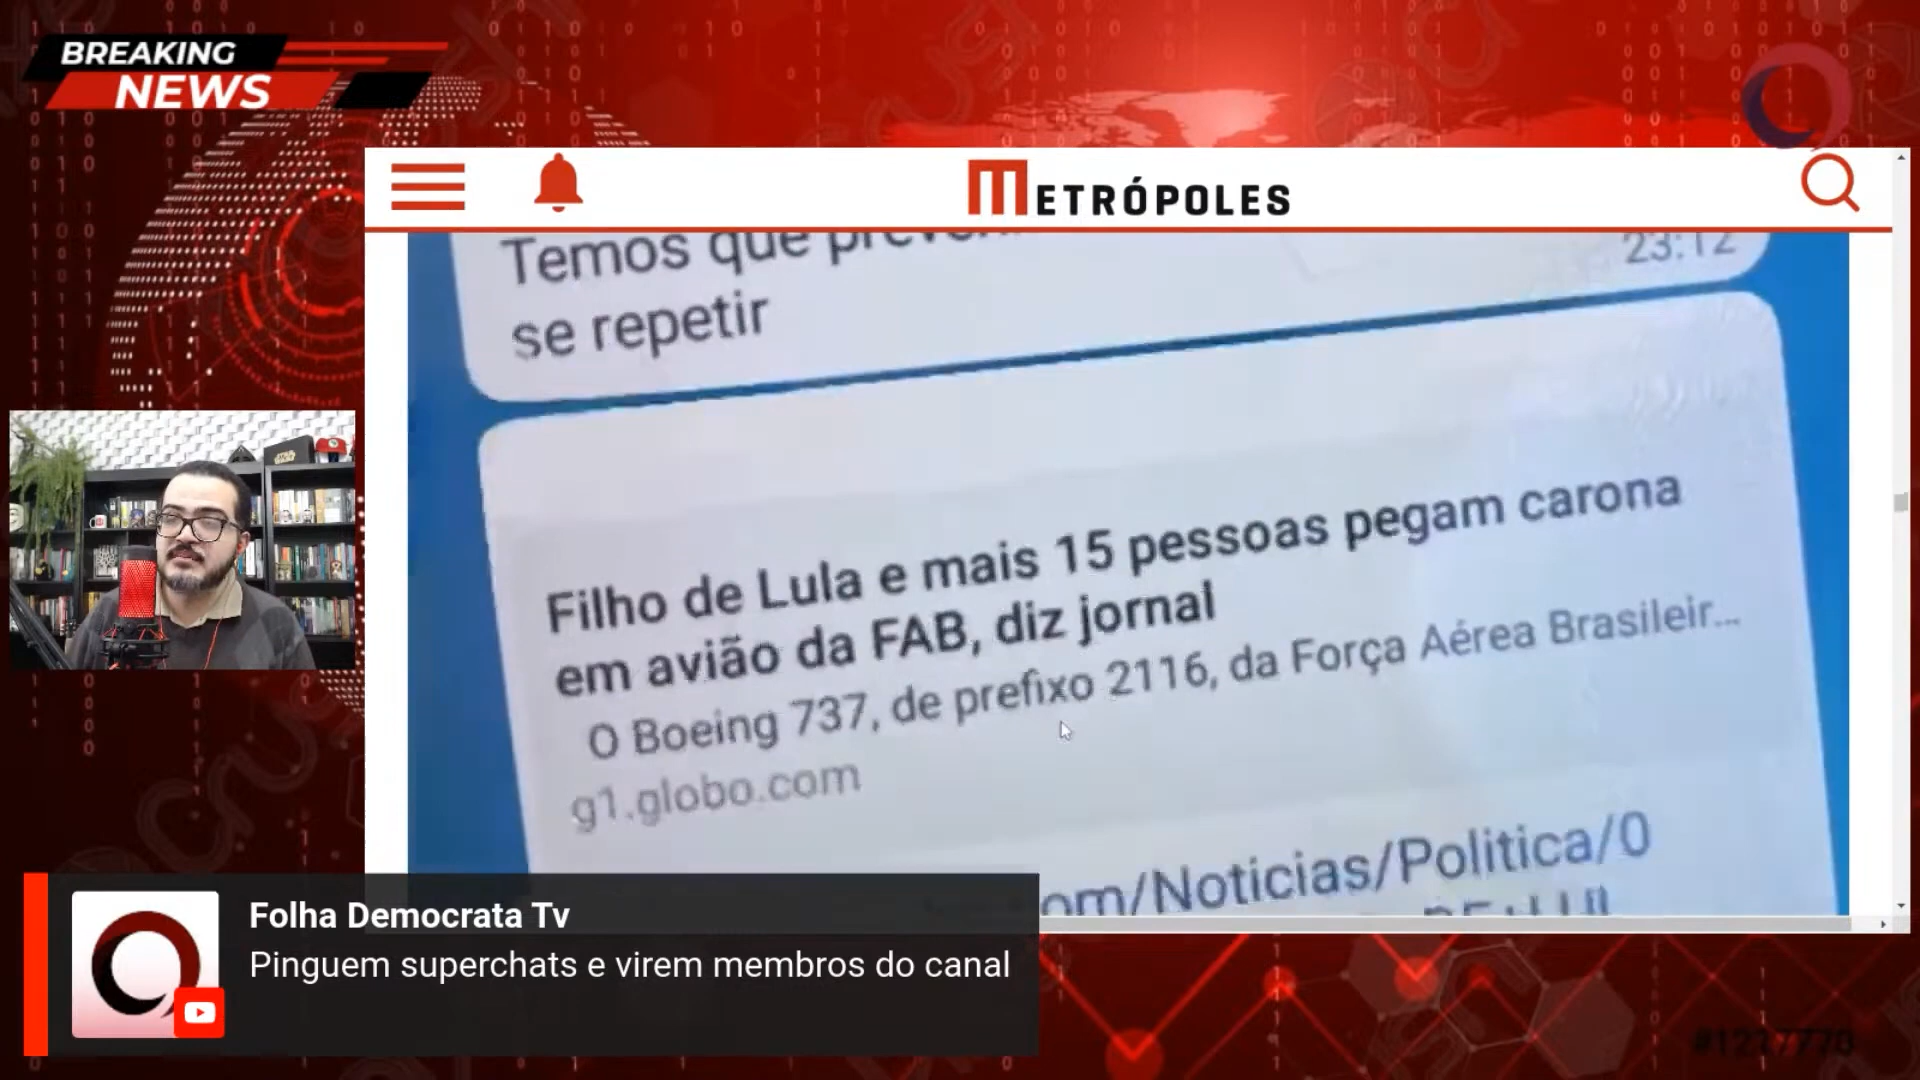 BREAKING
NEWS
METRÓPOLES
Temos que
23:12
se repetir
Filho de Lula e mais 15 pessoas pegam carona
em avião da FAB, diz jornal
O Boeing 737, de prefixo 2116, da Força Aérea Brasileir...
g1.globo.com
om/Noticias/Politica/0
Folha Democrata Tv
Pinguem superchats e virem membros do canal